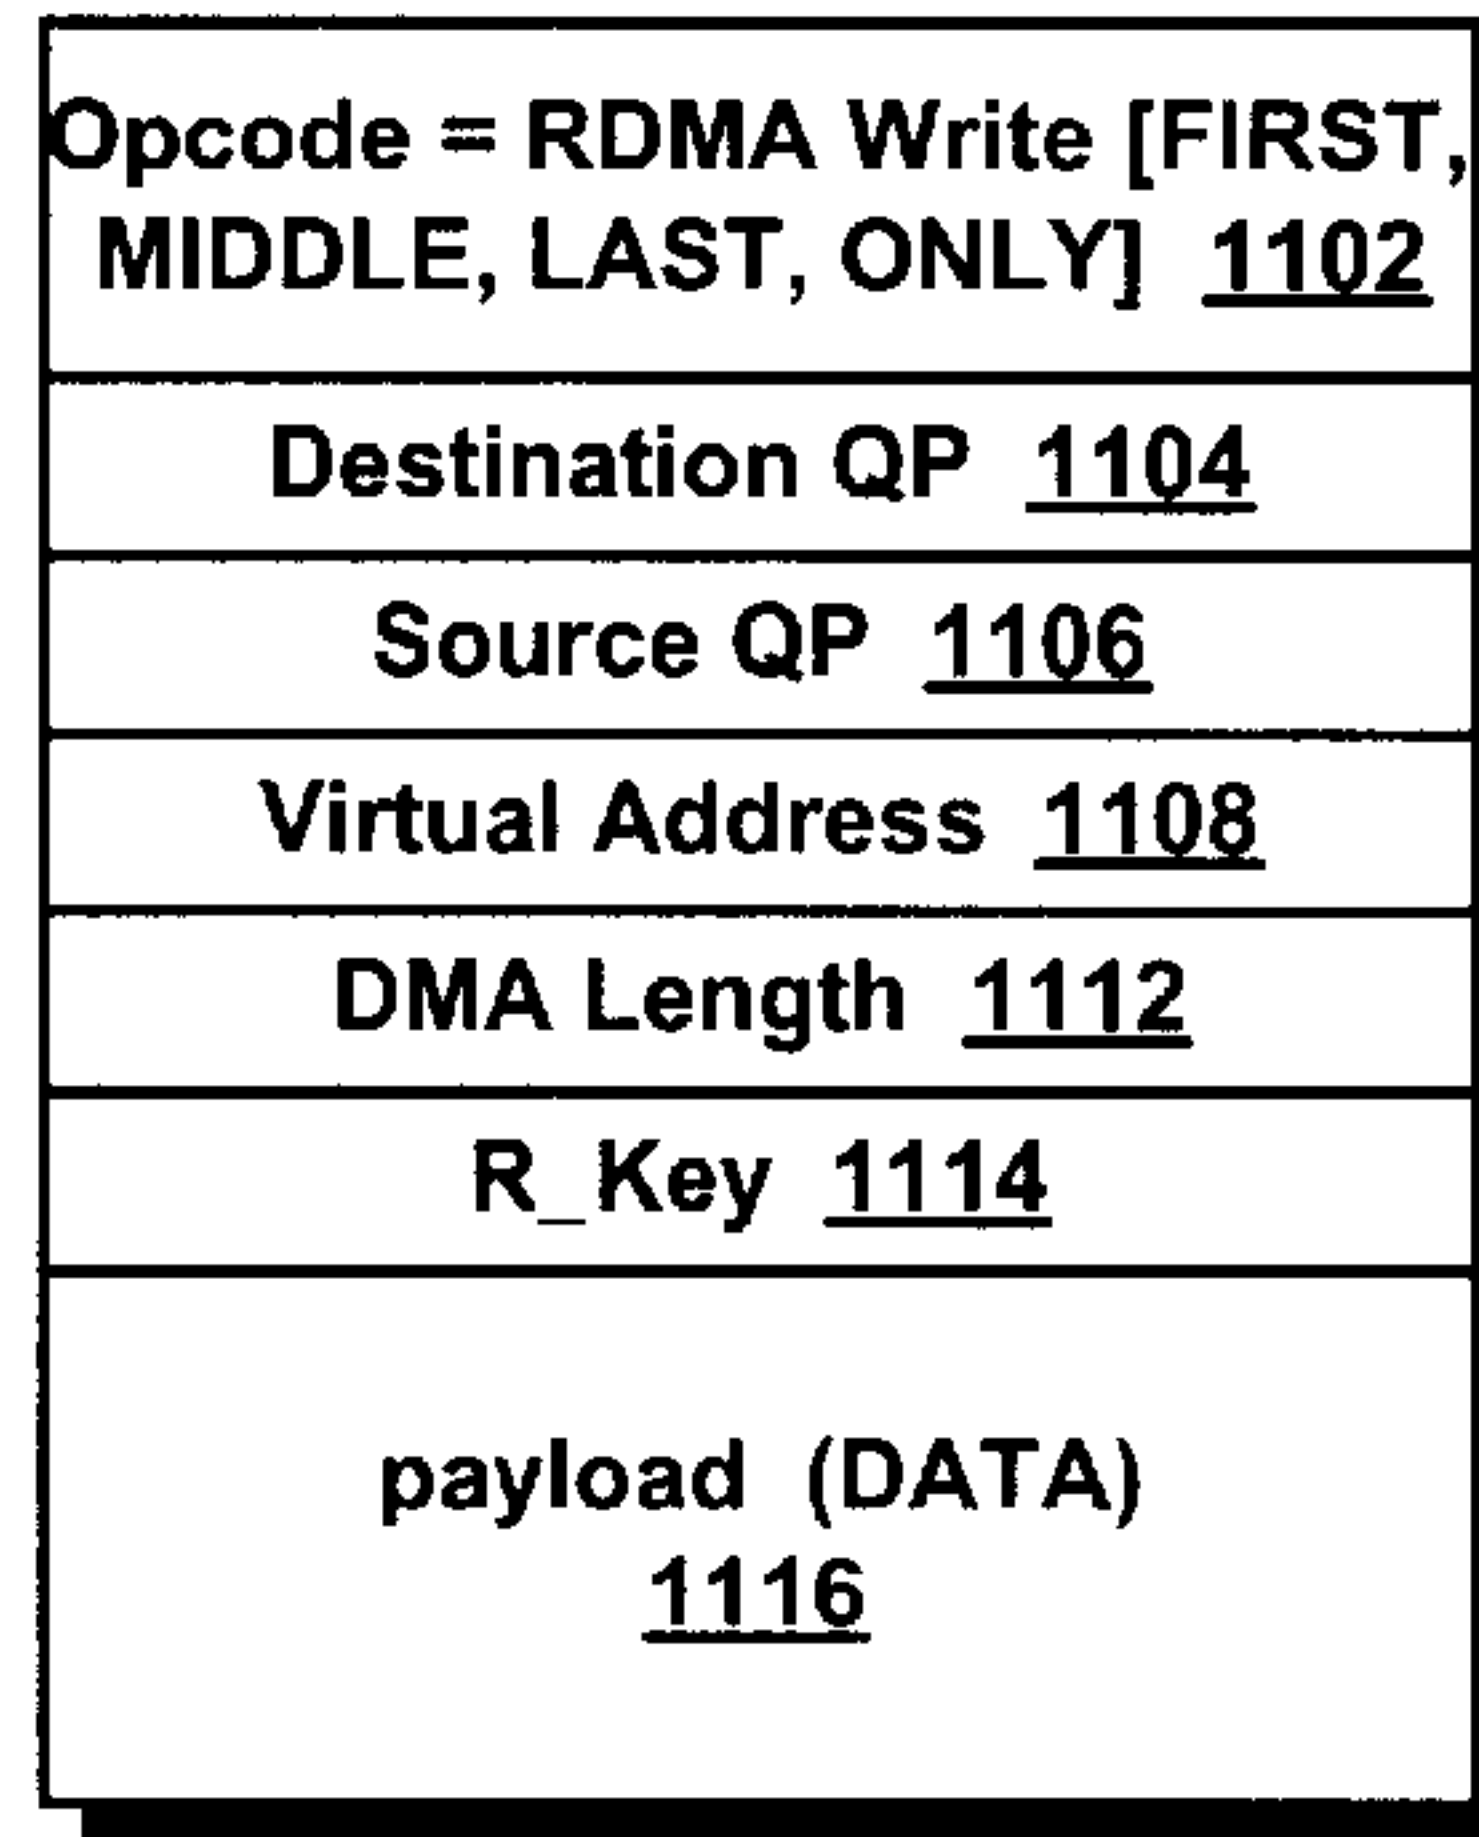 Opcode = RDMA Write [FIRST,
MIDDLE, LAST, ONLY] 1102
Destination QP 1104
Source QP 1106
Virtual Address 1108
DMA Length 1112
R_Key 1114
payload (DATA)
1116